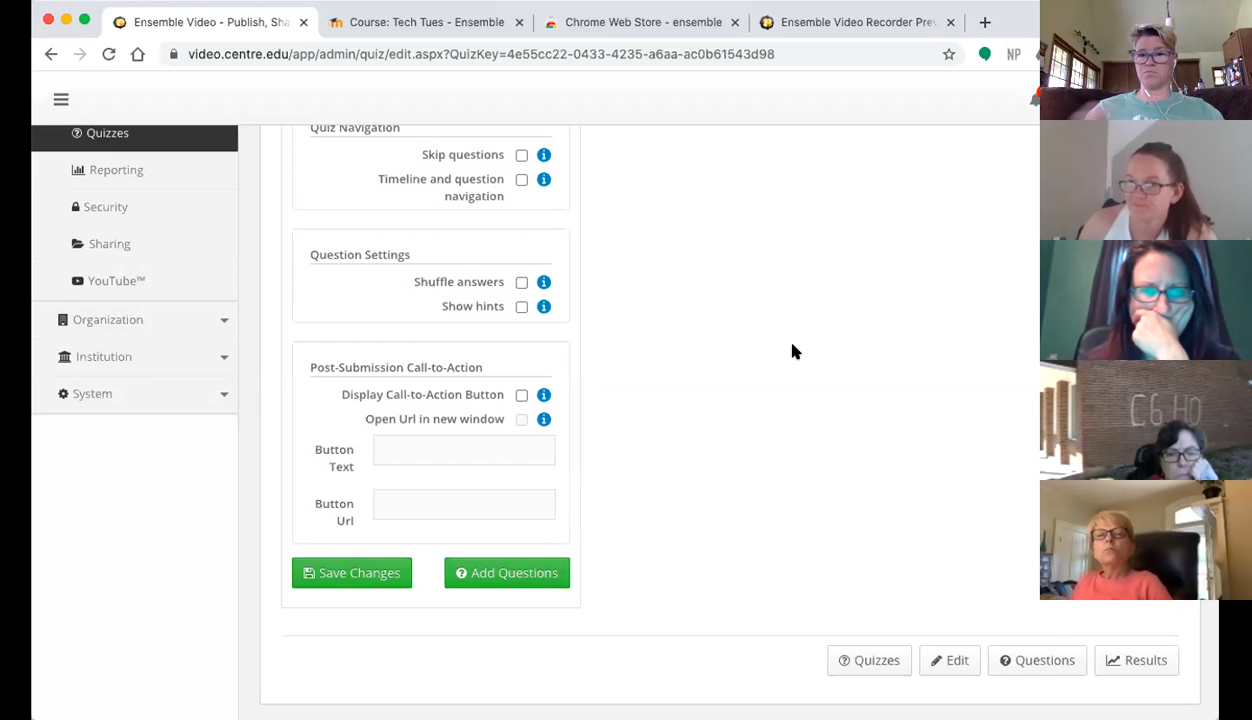 Ensemble Video - Publish, Sha
Course: Tech Tues - Ensemble
Chrome Web Store - ensemble
Ensemble Video Recorder Prev
video.centre.edu/app/admin/quiz/edit.aspx?QuizKey=4e55cc22-0433-4235-a6aa-ac0b61543d98
NP
Quizzes
Reporting
Security
Sharing
YouTube™
Organization
Institution
System
Quiz Navigation
Skip questions
Timeline and question
navigation
Question Settings
Shuffle answers
Show hints
Post-Submission Call-to-Action
Display Call-to-Action Button
Open Url in new window
Button
Text
Button
Url
Save Changes
Add Questions
Quizzes
Edit
Questions
Results
C6 H0